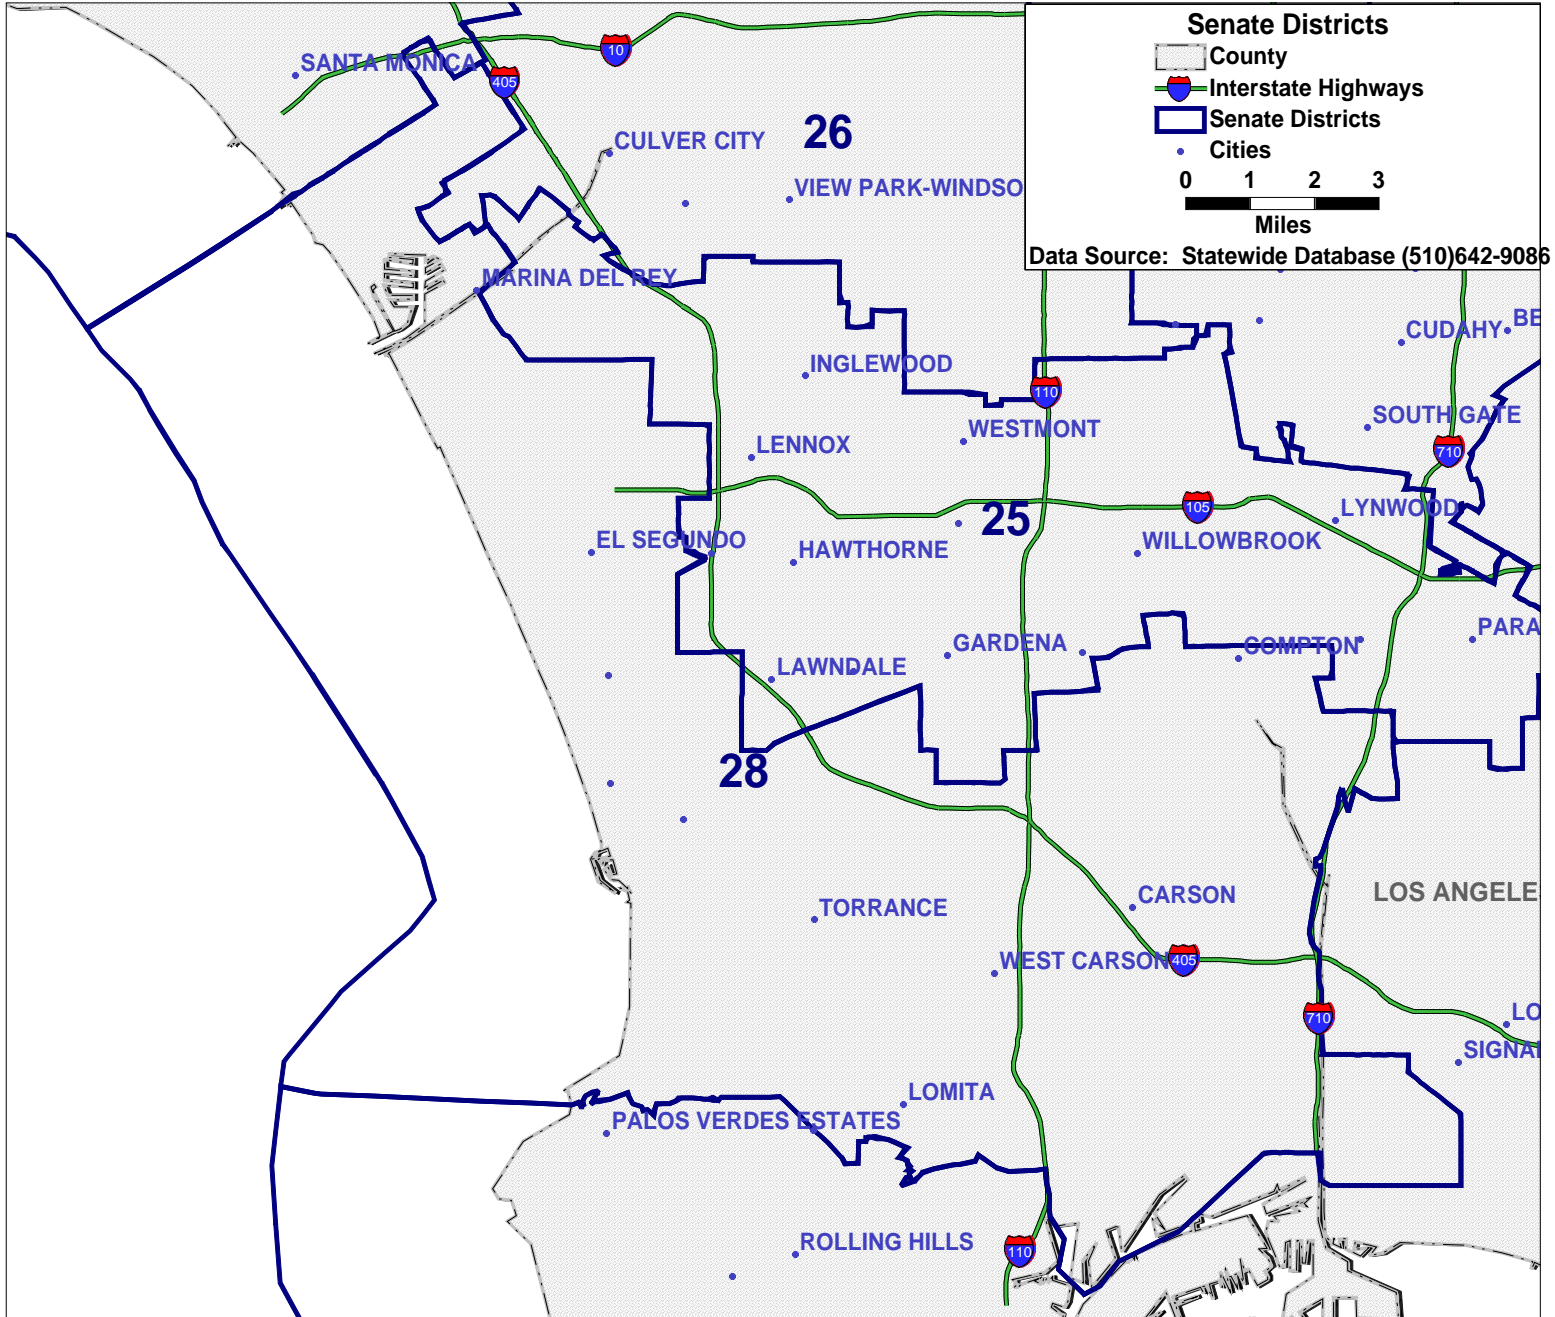 Senate Districts
County
Interstate Highways
Senate Districts
Cities
0 1 2 3
Miles
Data Source: Statewide Database (510)642-9086
10
SANTA MONICA
405
26
CULVER CITY
VIEW PARK-WINDSO
MARINA DEL REY
BE
CUDAHY
INGLEWOOD
110
SOUTH GATE
WESTMONT
LENNOX
710
105
LYNWOOD
25
EL SEGUNDO
WILLOWBROOK
HAWTHORNE
PARA
GARDENA
COMPTON
LAWNDALE
28
LOS ANGELE
CARSON
TORRANCE
WEST CARSON
405
LO
710
SIGNAL
LOMITA
PALOS VERDES ESTATES
ROLLING HILLS
110